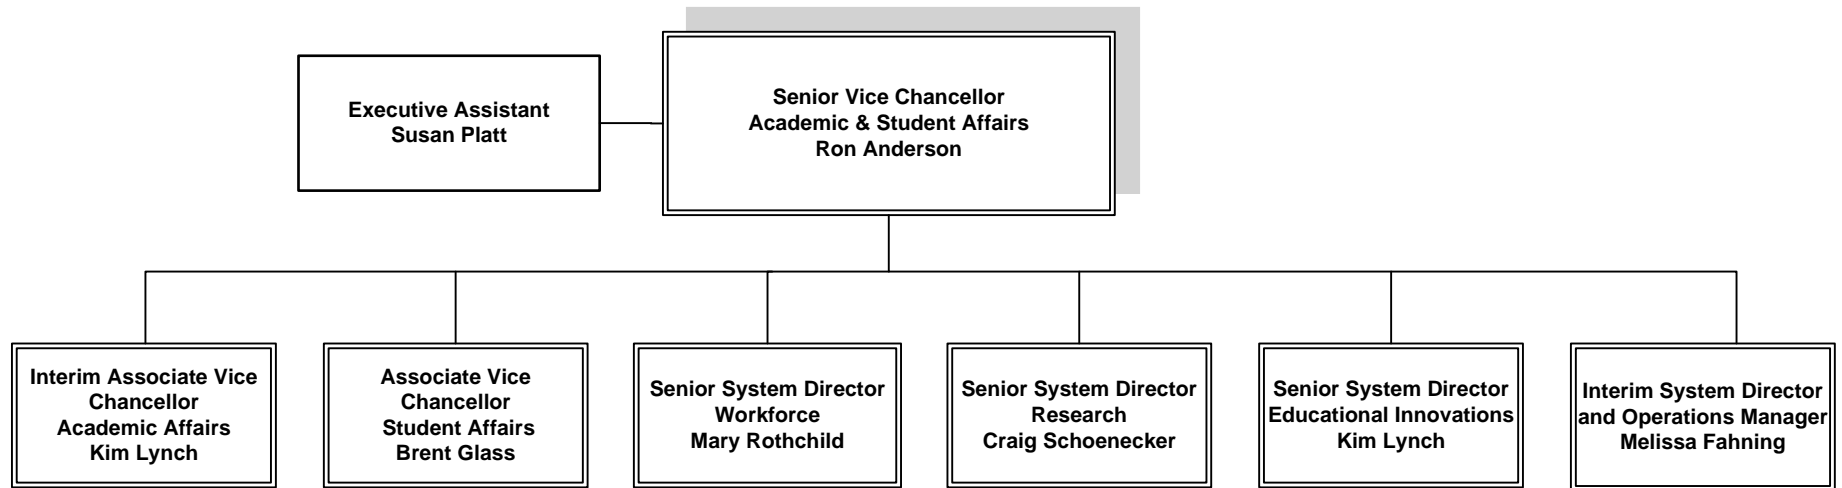 Executive Assistant
Susan Platt
Senior Vice Chancellor
Academic & Student Affairs
Ron Anderson
Interim Associate Vice
Chancellor
Academic Affairs
Kim Lynch
Associate Vice
Chancellor
Student Affairs
Brent Glass
Senior System Director
Workforce
Mary Rothchild
Senior System Director
Research
Craig Schoenecker
Senior System Director
Educational Innovations
Kim Lynch
Interim System Director
and Operations Manager
Melissa Fahning